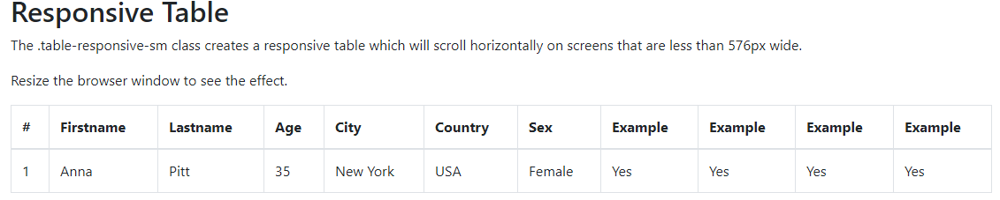 Responsive Table
The .table-responsive-sm class creates a responsive table which will scroll horizontally on screens that are less than 576px wide.
Resize the browser window to see the effect.
# Firstname Lastname Age City Country Sex Example Example Example Example
1 Anna Pitt 35 New York USA Female Yes Yes Yes Yes